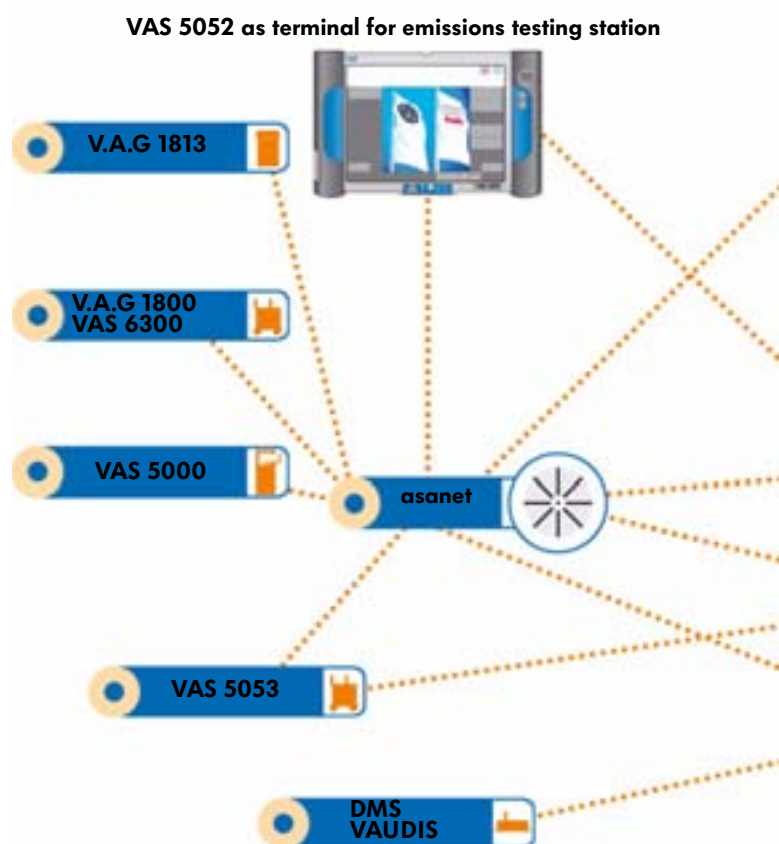 VAS 5052 as terminal for emissions testing station
V.A.G 1813
V.A.G 1800
VAS 6300
VAS 5000
asanet
VAS 5053
DMS
VAUDIS